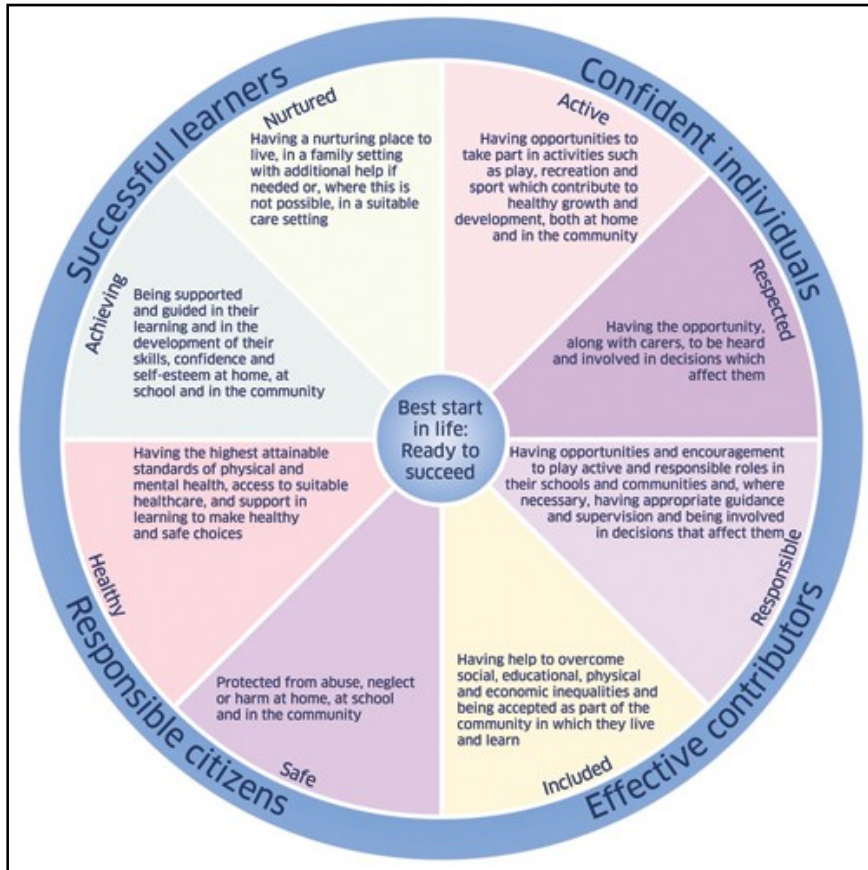 Successful learners
Confident individuals
Nurtured
Having a nurturing place to
live, in a family setting
with additional help if
needed or, where this is
not possible, in a suitable
care setting
Active
Having opportunities to
take part in activities such
as play, recreation and
sport which contribute to
healthy growth and
development, both at home
and in the community
Achieving
Being supported
and guided in their
learning and in the
development of their
skills, confidence and
self-esteem at home, at
school and in the community
Respected
Having the opportunity,
along with carers, to be heard
and involved in decisions which
affect them
Best start
in life:
Ready to
succeed
Having the highest attainable
standards of physical and
mental health, access to suitable
healthcare, and support in
learning to make healthy
and safe choices
Healthy
Having opportunities and encouragement
to play active and responsible roles in
their schools and communities and, where
necessary, having appropriate guidance
and supervision and being involved
in decisions that affect them
Responsible
Protected from abuse, neglect
or harm at home, at school
and in the community
Safe
Having help to overcome
social, educational, physical
and economic inequalities and
being accepted as part of the
community in which they live
and learn
Included
Responsible citizens
Effective contributors